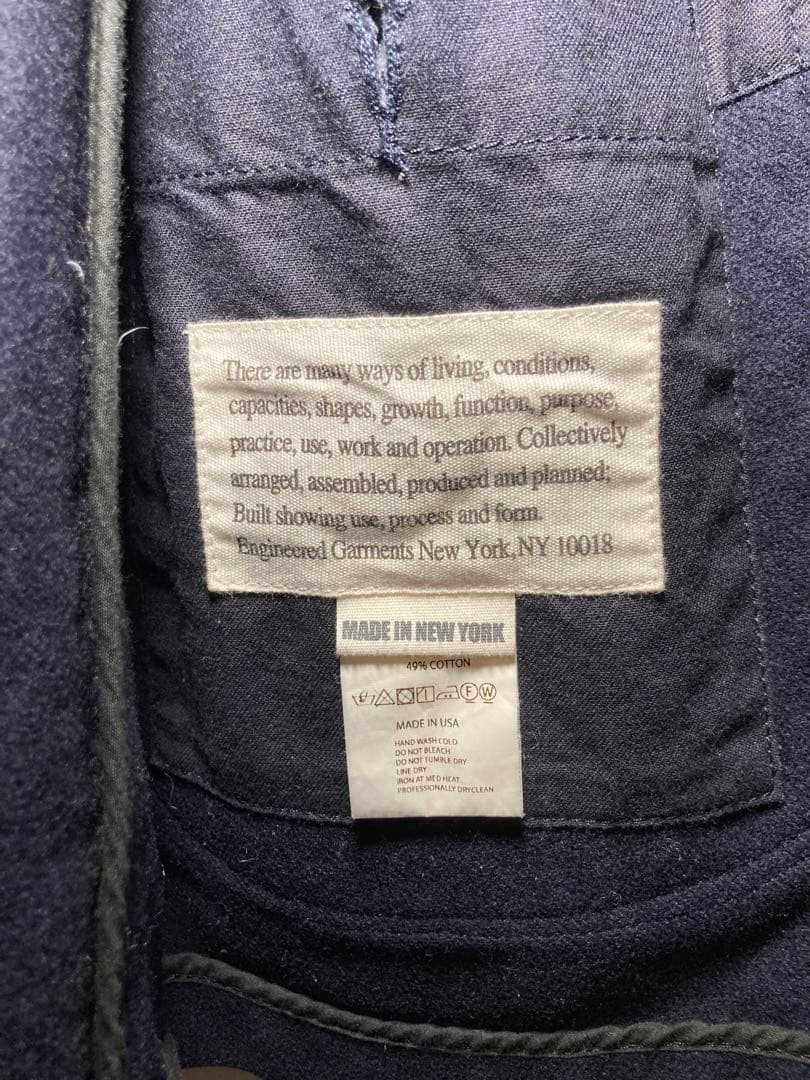 There are many ways of living, conditions,
capacities, shapes, growth, function, purpose,
practice, use, work and operation. Collectively
arranged, assembled, produced and planned;
Built showing use, process and form.
Engineered Garments New York, NY 10018
MADE IN NEW YORK
49% COTTON
F W
MADE IN USA
HAND WASH COLD
DO NOT BLEACH
DO NOT TUMBLE DRY
LINE DRY
IRON AT MED HEAT
PROFESSIONALLY DRYCLEAN